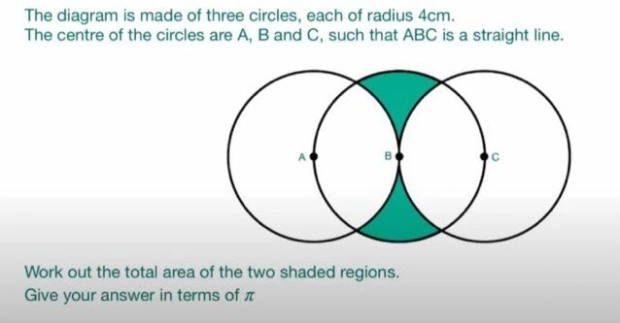 The diagram is made of three circles, each of radius 4cm.
The centre of the circles are A, B and C, such that ABC is a straight line.
A B C
Work out the total area of the two shaded regions.
Give your answer in terms of π